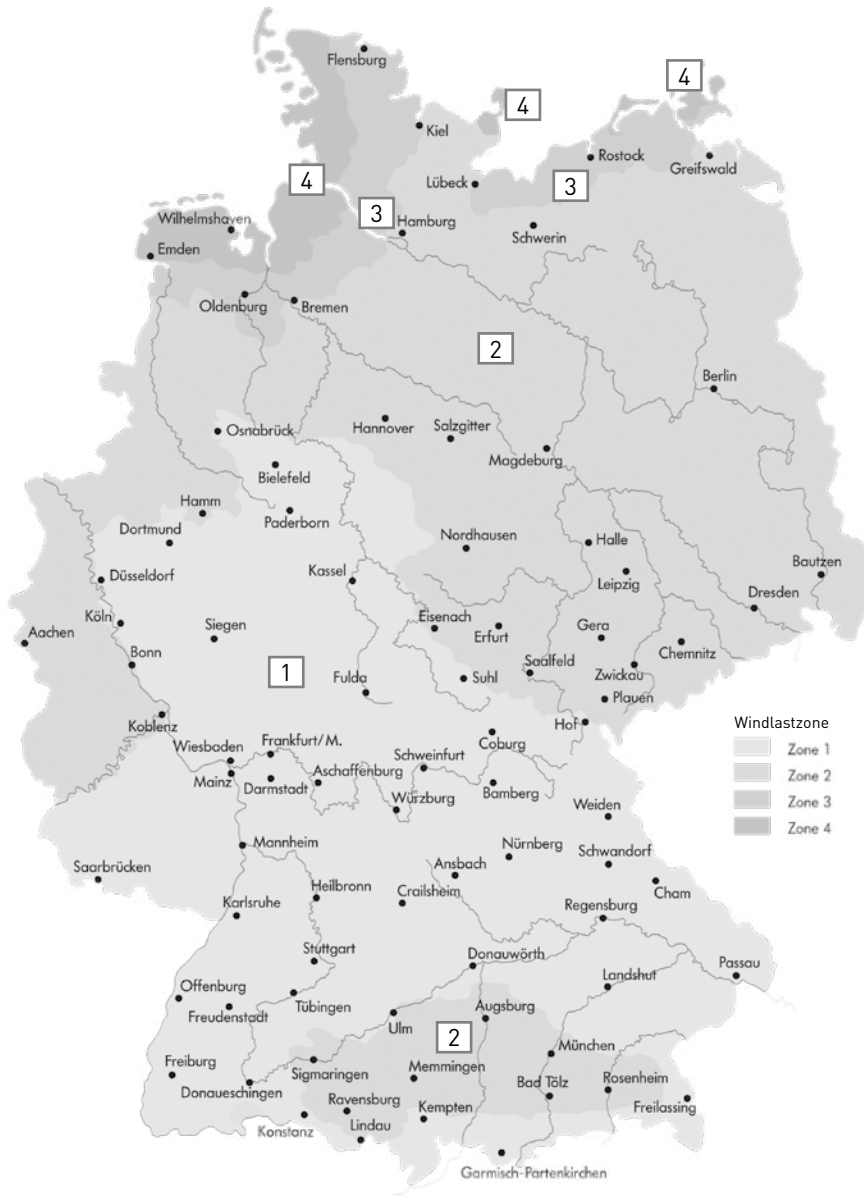 Flensburg
4
4
Kiel
Rostock
Greifswald
Lübeck
4
3
3
Wilhelmshaven
Hamburg
Schwerin
Emden
Oldenburg
Bremen
2
Berlin
Osnabrück
Hannover
Salzgitter
Magdeburg
Bielefeld
Hamm
Paderborn
Dortmund
Nordhausen
Halle
Bautzen
Düsseldorf
Kassel
Leipzig
Dresden
Köln
Aachen
Siegen
Eisenach
Erfurt
Gera
Chemnitz
Bonn
1
Fulda
Suhl
Saalfeld
Zwickau
Plauen
Koblenz
Hof
Windlastzone
Zone 1
Zone 2
Zone 3
Zone 4
Wiesbaden
Frankfurt/M.
Coburg
Schweinfurt
Mainz
Darmstadt
Aschaffenburg
Würzburg
Bamberg
Weiden
Mannheim
Nürnberg
Schwandorf
Saarbrücken
Ansbach
Heilbronn
Crailsheim
Cham
Karlsruhe
Regensburg
Stuttgart
Donauwörth
Passau
Offenburg
Landshut
Freudenstadt
Tübingen
Augsburg
Ulm
2
München
Freiburg
Sigmaringen
Memmingen
Donaueschingen
Bad Tölz
Rosenheim
Ravensburg
Kempten
Freilassing
Konstanz
Lindau
Garmisch-Partenkirchen